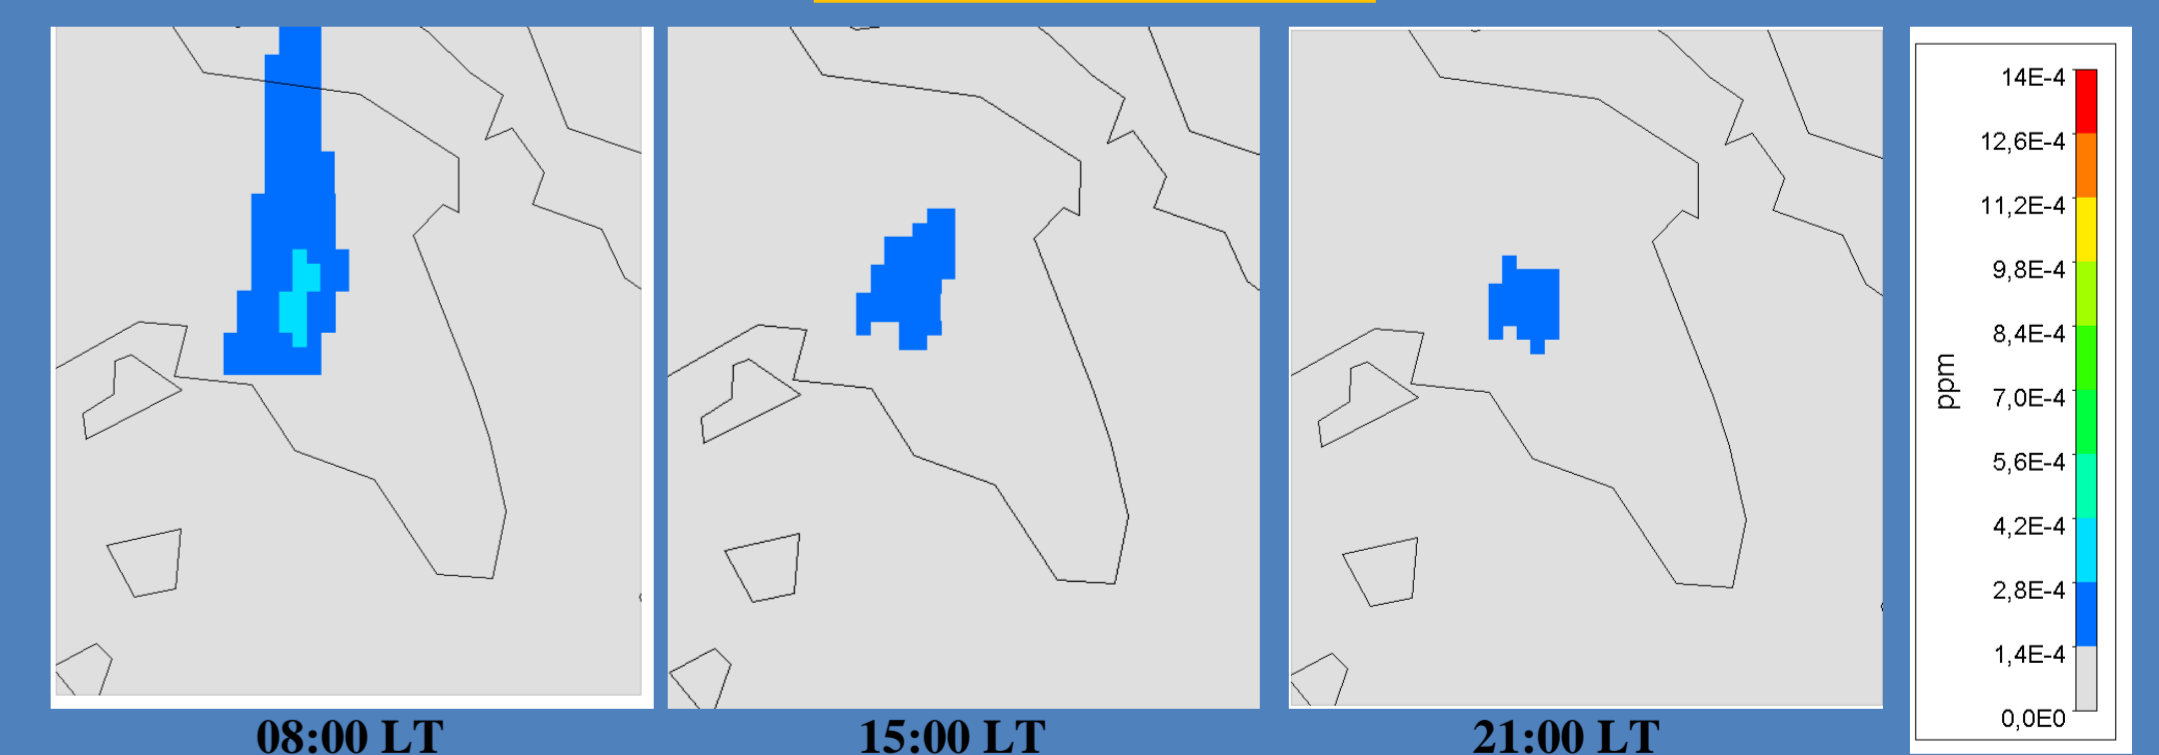 14E-4
12,6E-4
11,2E-4
9,8E-4
8,4E-4
7,0E-4
5,6E-4
4,2E-4
2,8E-4
1,4E-4
0,0E0
ppm
08:00 LT
15:00 LT
21:00 LT